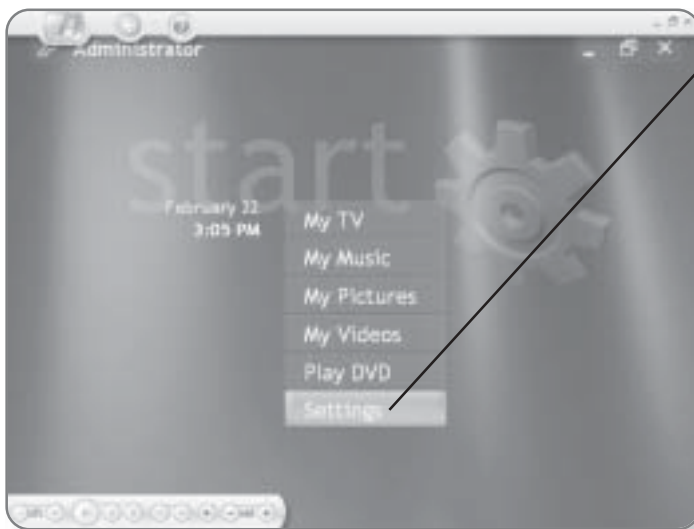 Administrator
start
February 22
3:05 PM
My TV
My Music
My Pictures
My Videos
Play DVD
Settings